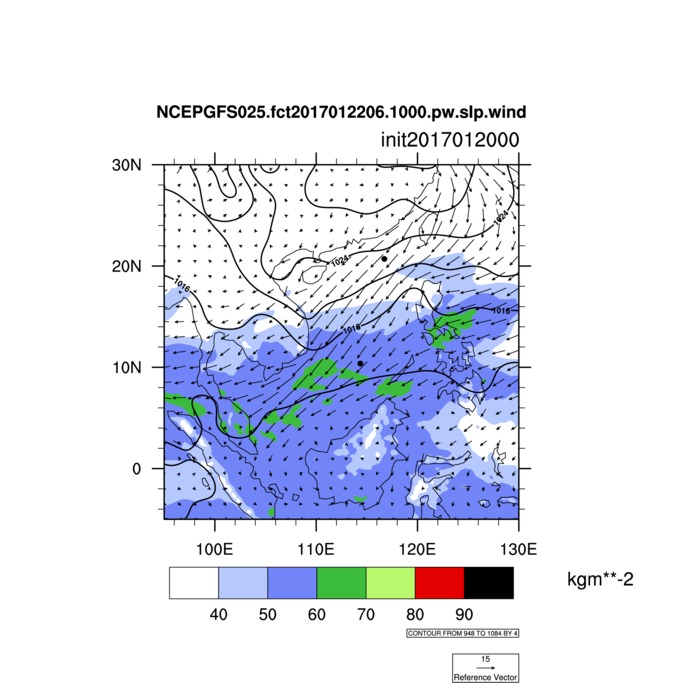 NCEPGFS025.fct2017012206.1000.pw.slp.wind
init2017012000
30N
20N
10N
0
1024
1024
1016
1016
1016
100E 110E 120E 130E
40 50 60 70 80 90
kgm**-2
CONTOUR FROM 948 TO 1084 BY 4
15
Reference Vector